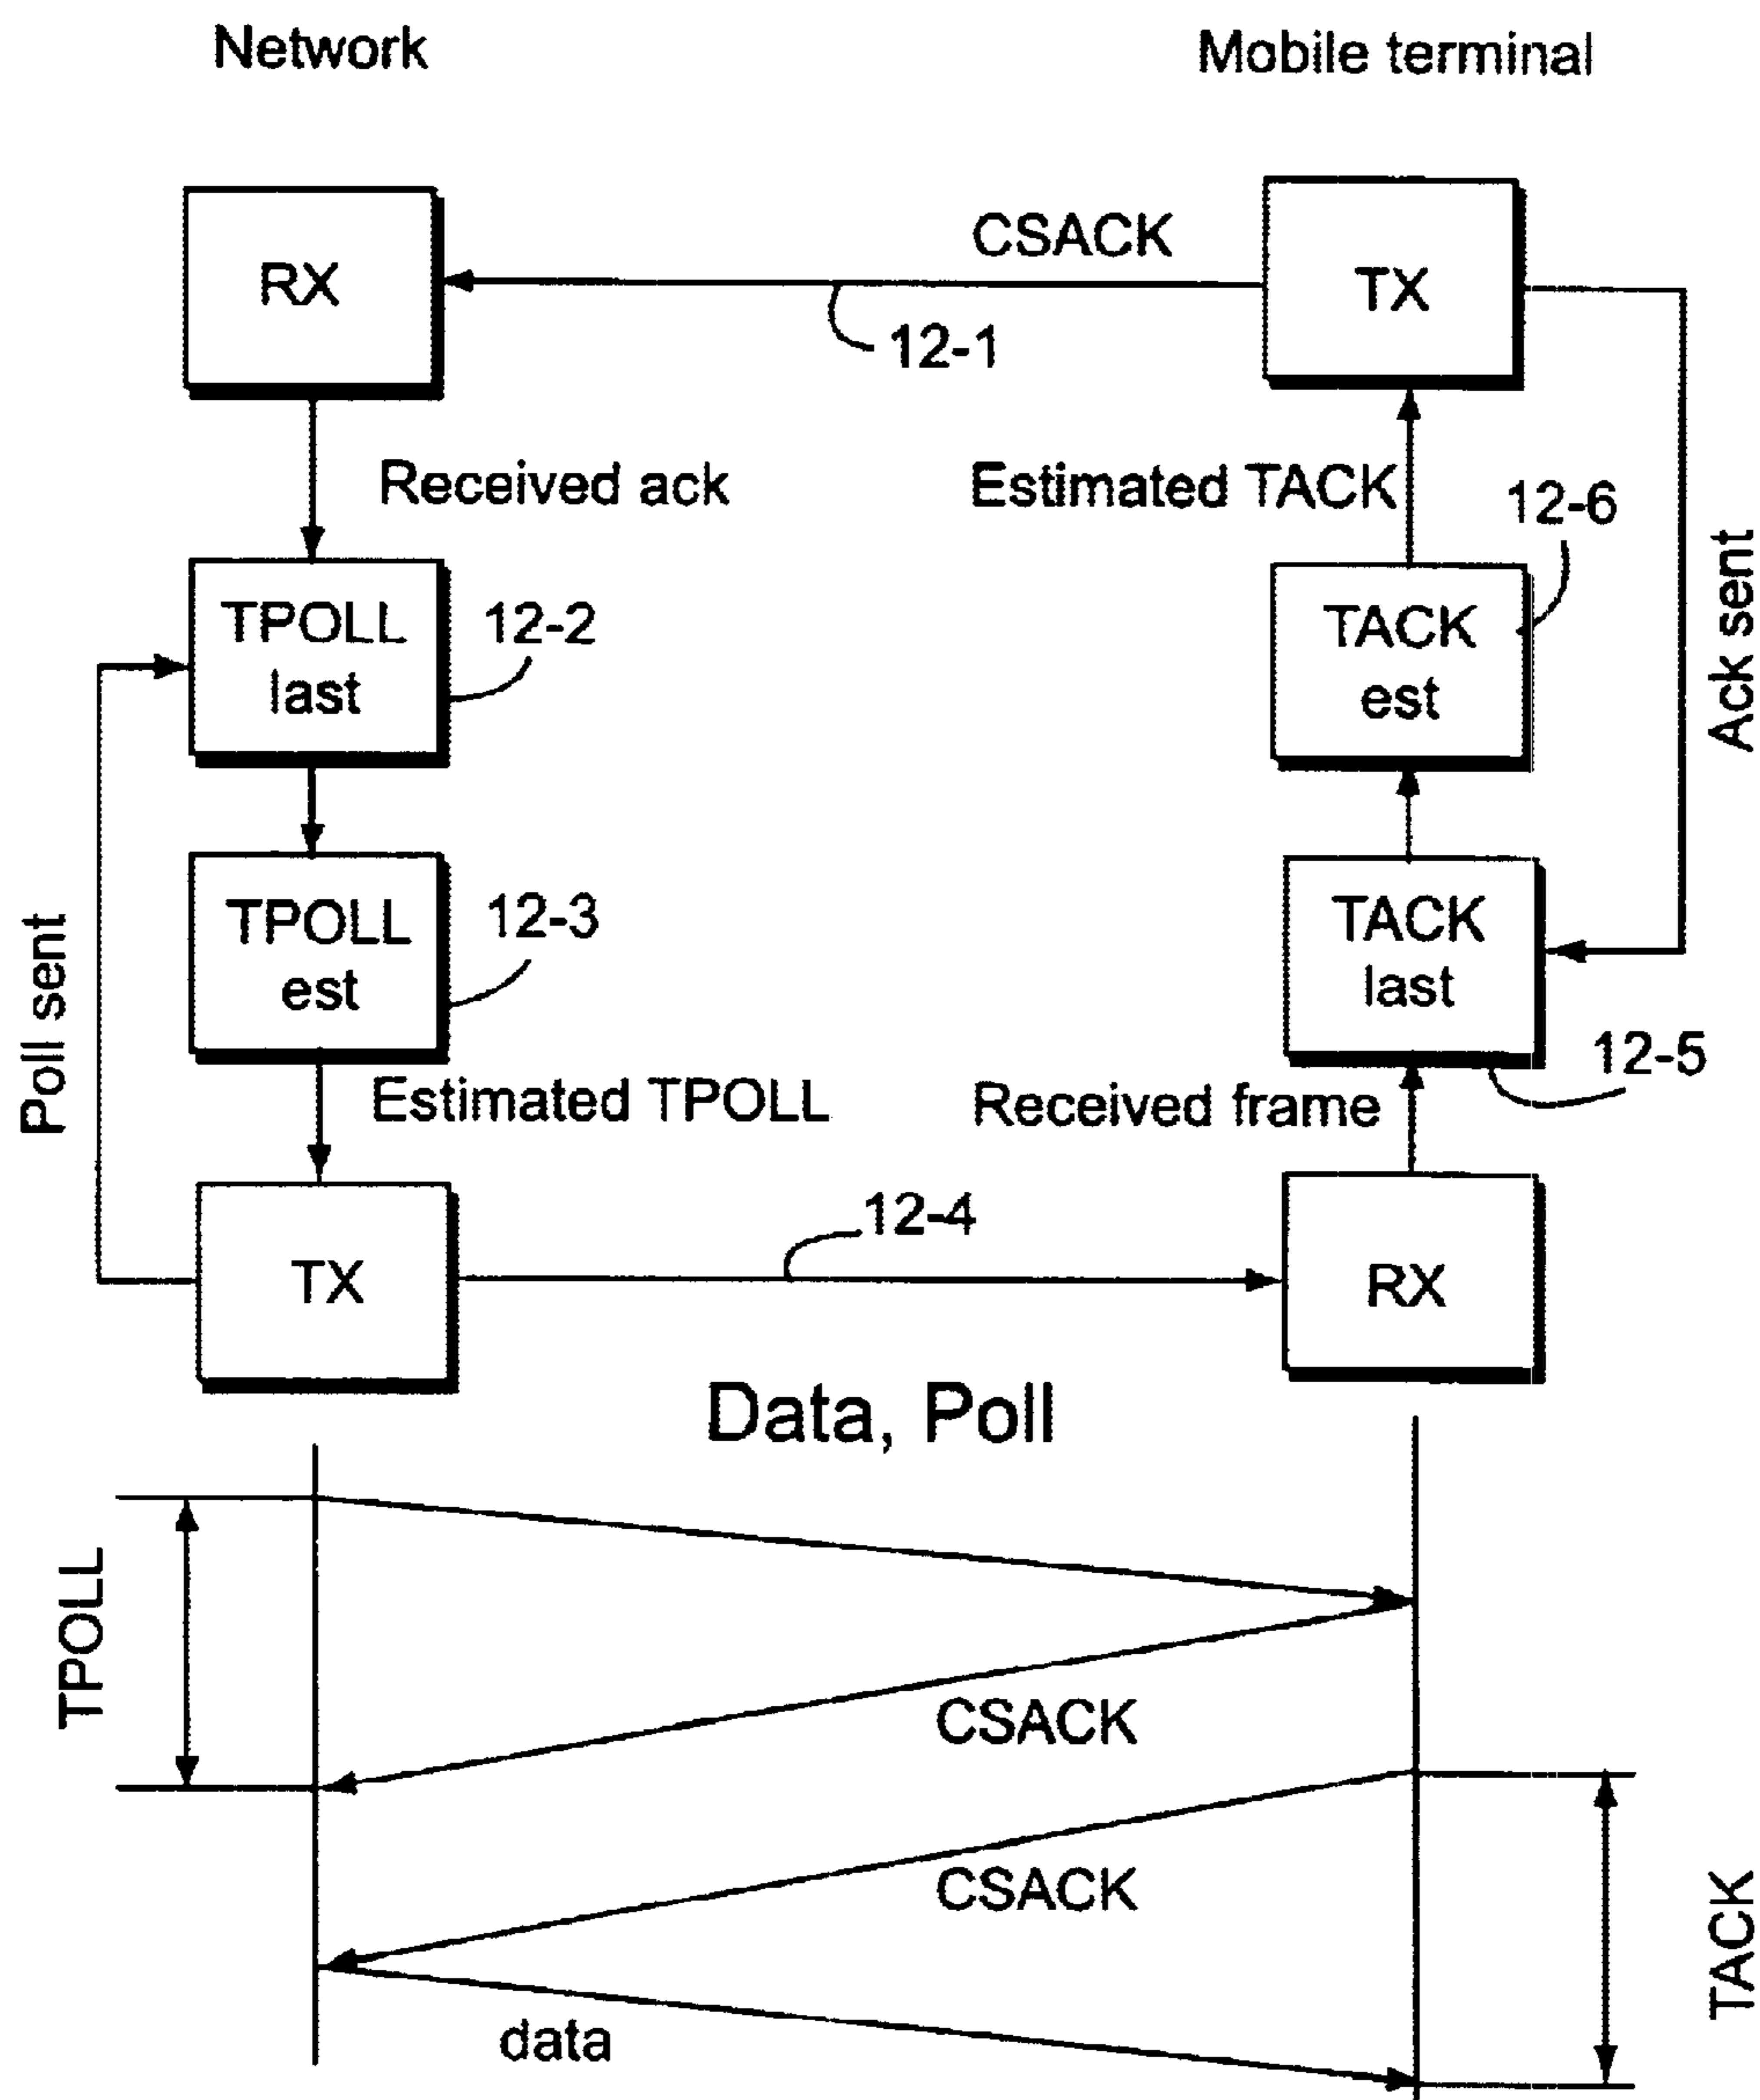 Network
Mobile terminal
RX
CSACK
TX
12-1
Received ack
Estimated TACK
12-6
TPOLL
last
12-2
TACK
est
Ack sent
TPOLL
est
12-3
TACK
last
12-5
Poll sent
Estimated TPOLL
Received frame
TX
12-4
RX
Data, Poll
TPOLL
CSACK
CSACK
TACK
data